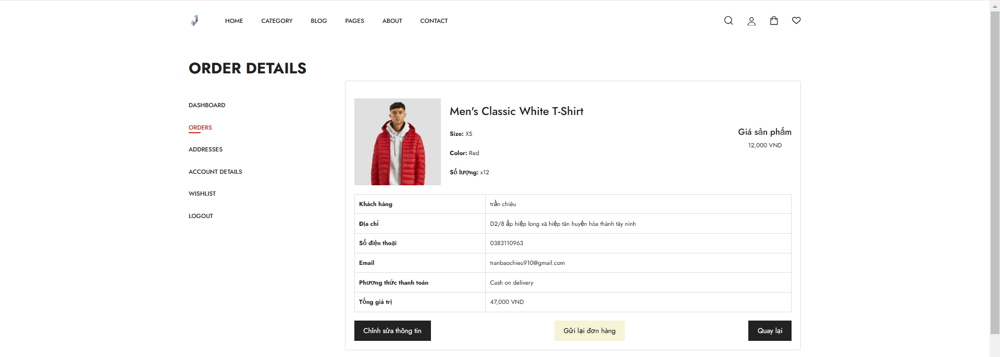 HOME CATEGORY BLOG PAGES ABOUT CONTACT
ORDER DETAILS
DASHBOARD
ORDERS
ADDRESSES
ACCOUNT DETAILS
WISHLIST
LOGOUT
Men's Classic White T-Shirt
Size: XS
Color: Red
Số lượng: x12
Giá sản phẩm
12,000 VND
Khách hàng trần chiêu
Địa chỉ D2/8 ấp hiệp long xã hiệp tân huyện hòa thành tây ninh
Số điện thoại 0383110963
Email tranbaochieu910@gmail.com
Phương thức thanh toán Cash on delivery
Tổng giá trị 47,000 VND
Chỉnh sửa thông tin Gửi lại đơn hàng Quay lại